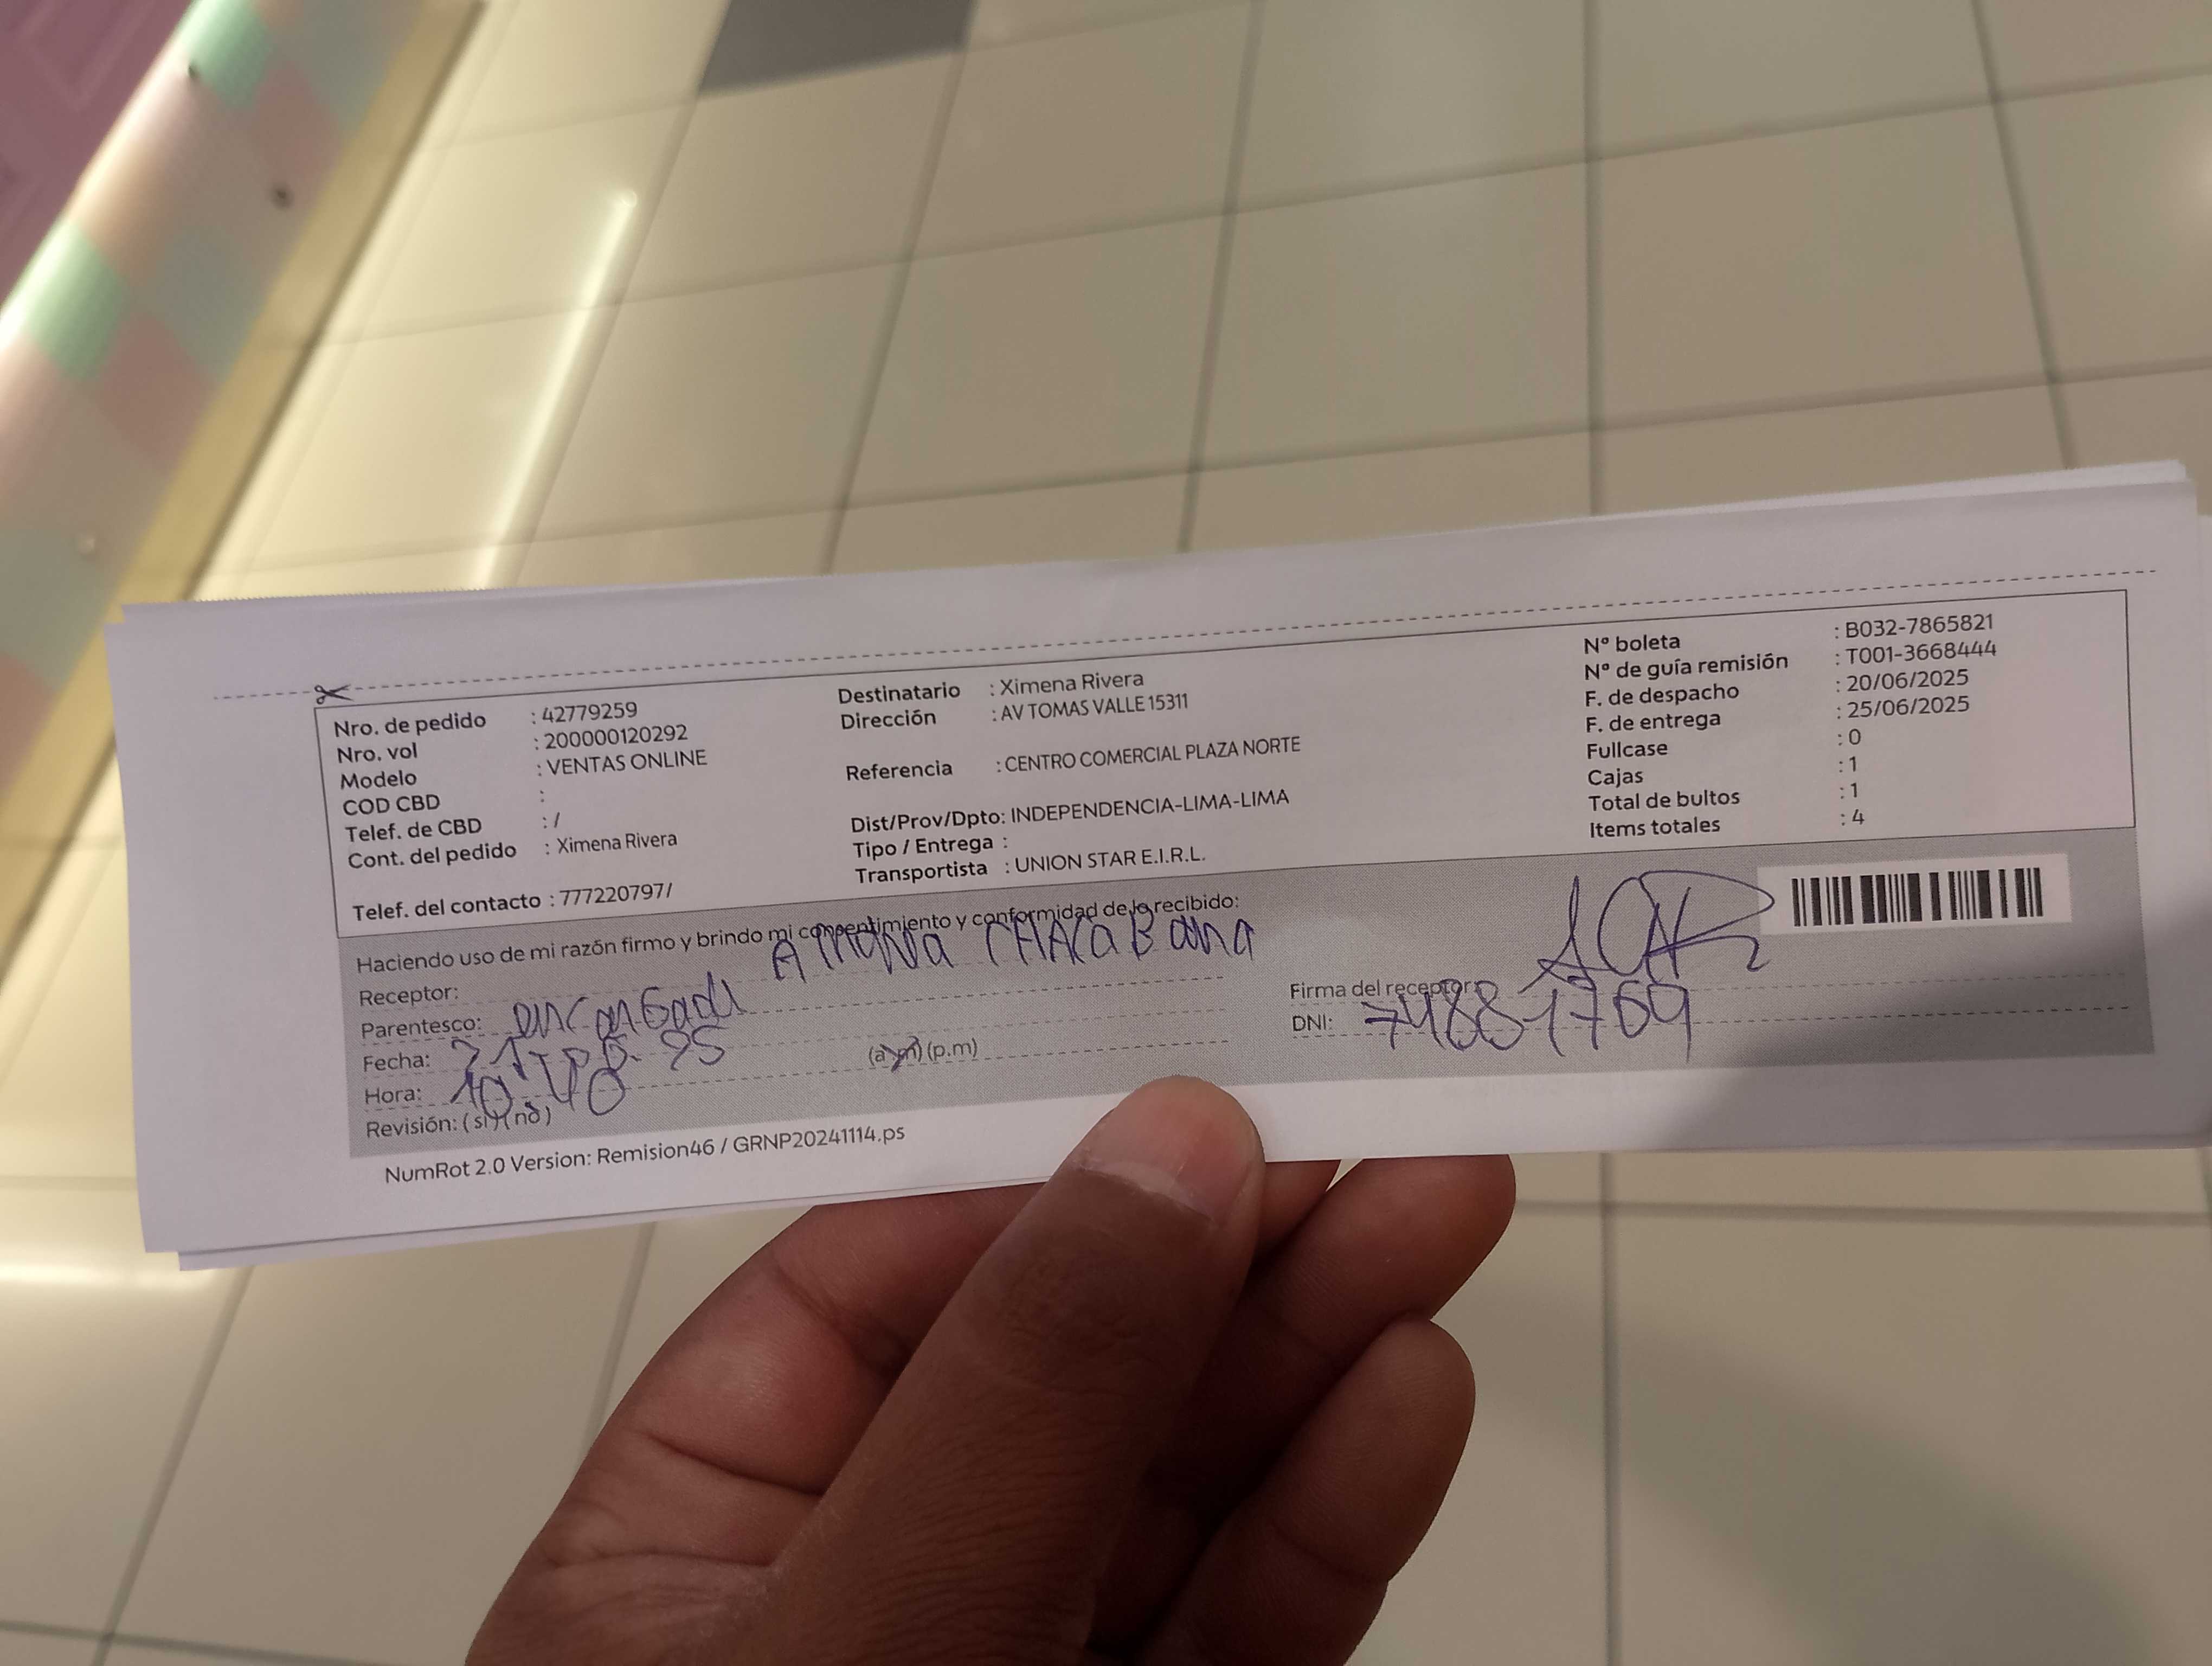 Nro. de pedido : 42779259
Nro. vol : 200000120292
Modelo : VENTAS ONLINE
COD CBD :
Telef. de CBD : /
Cont. del pedido : Ximena Rivera
Telef. del contacto : 777220797/
Destinatario : Ximena Rivera
Dirección : AV TOMAS VALLE 15311
Referencia : CENTRO COMERCIAL PLAZA NORTE
Dist/Prov/Dpto: INDEPENDENCIA-LIMA-LIMA
Tipo / Entrega :
Transportista : UNION STAR E.I.R.L.
Nº boleta : B032-7865821
Nº de guía remisión : T001-3668444
F. de despacho : 20/06/2025
F. de entrega : 25/06/2025
Fullcase : 0
Cajas : 1
Total de bultos : 1
Items totales : 4
Haciendo uso de mi razón firmo y brindo mi consentimiento y conformidad de lo recibido:
Receptor:
Parentesco:
Fecha:
Hora: 10:40 (a.m) (p.m)
Revisión: (si) (no)
Firma del receptor:
DNI: 74881769
NumRot 2.0 Version: Remision46 / GRNP20241114.ps